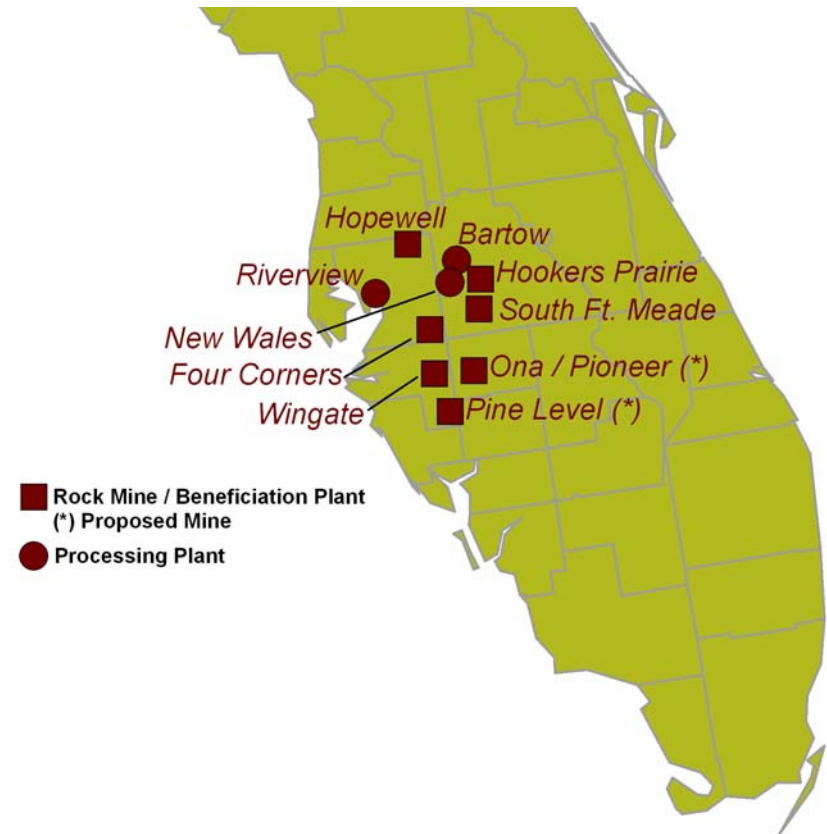 Hopewell
Bartow
Riverview
Hookers Prairie
South Ft. Meade
New Wales
Four Corners
Ona / Pioneer (*)
Wingate
Pine Level (*)
Rock Mine / Beneficiation Plant
(*) Proposed Mine
Processing Plant